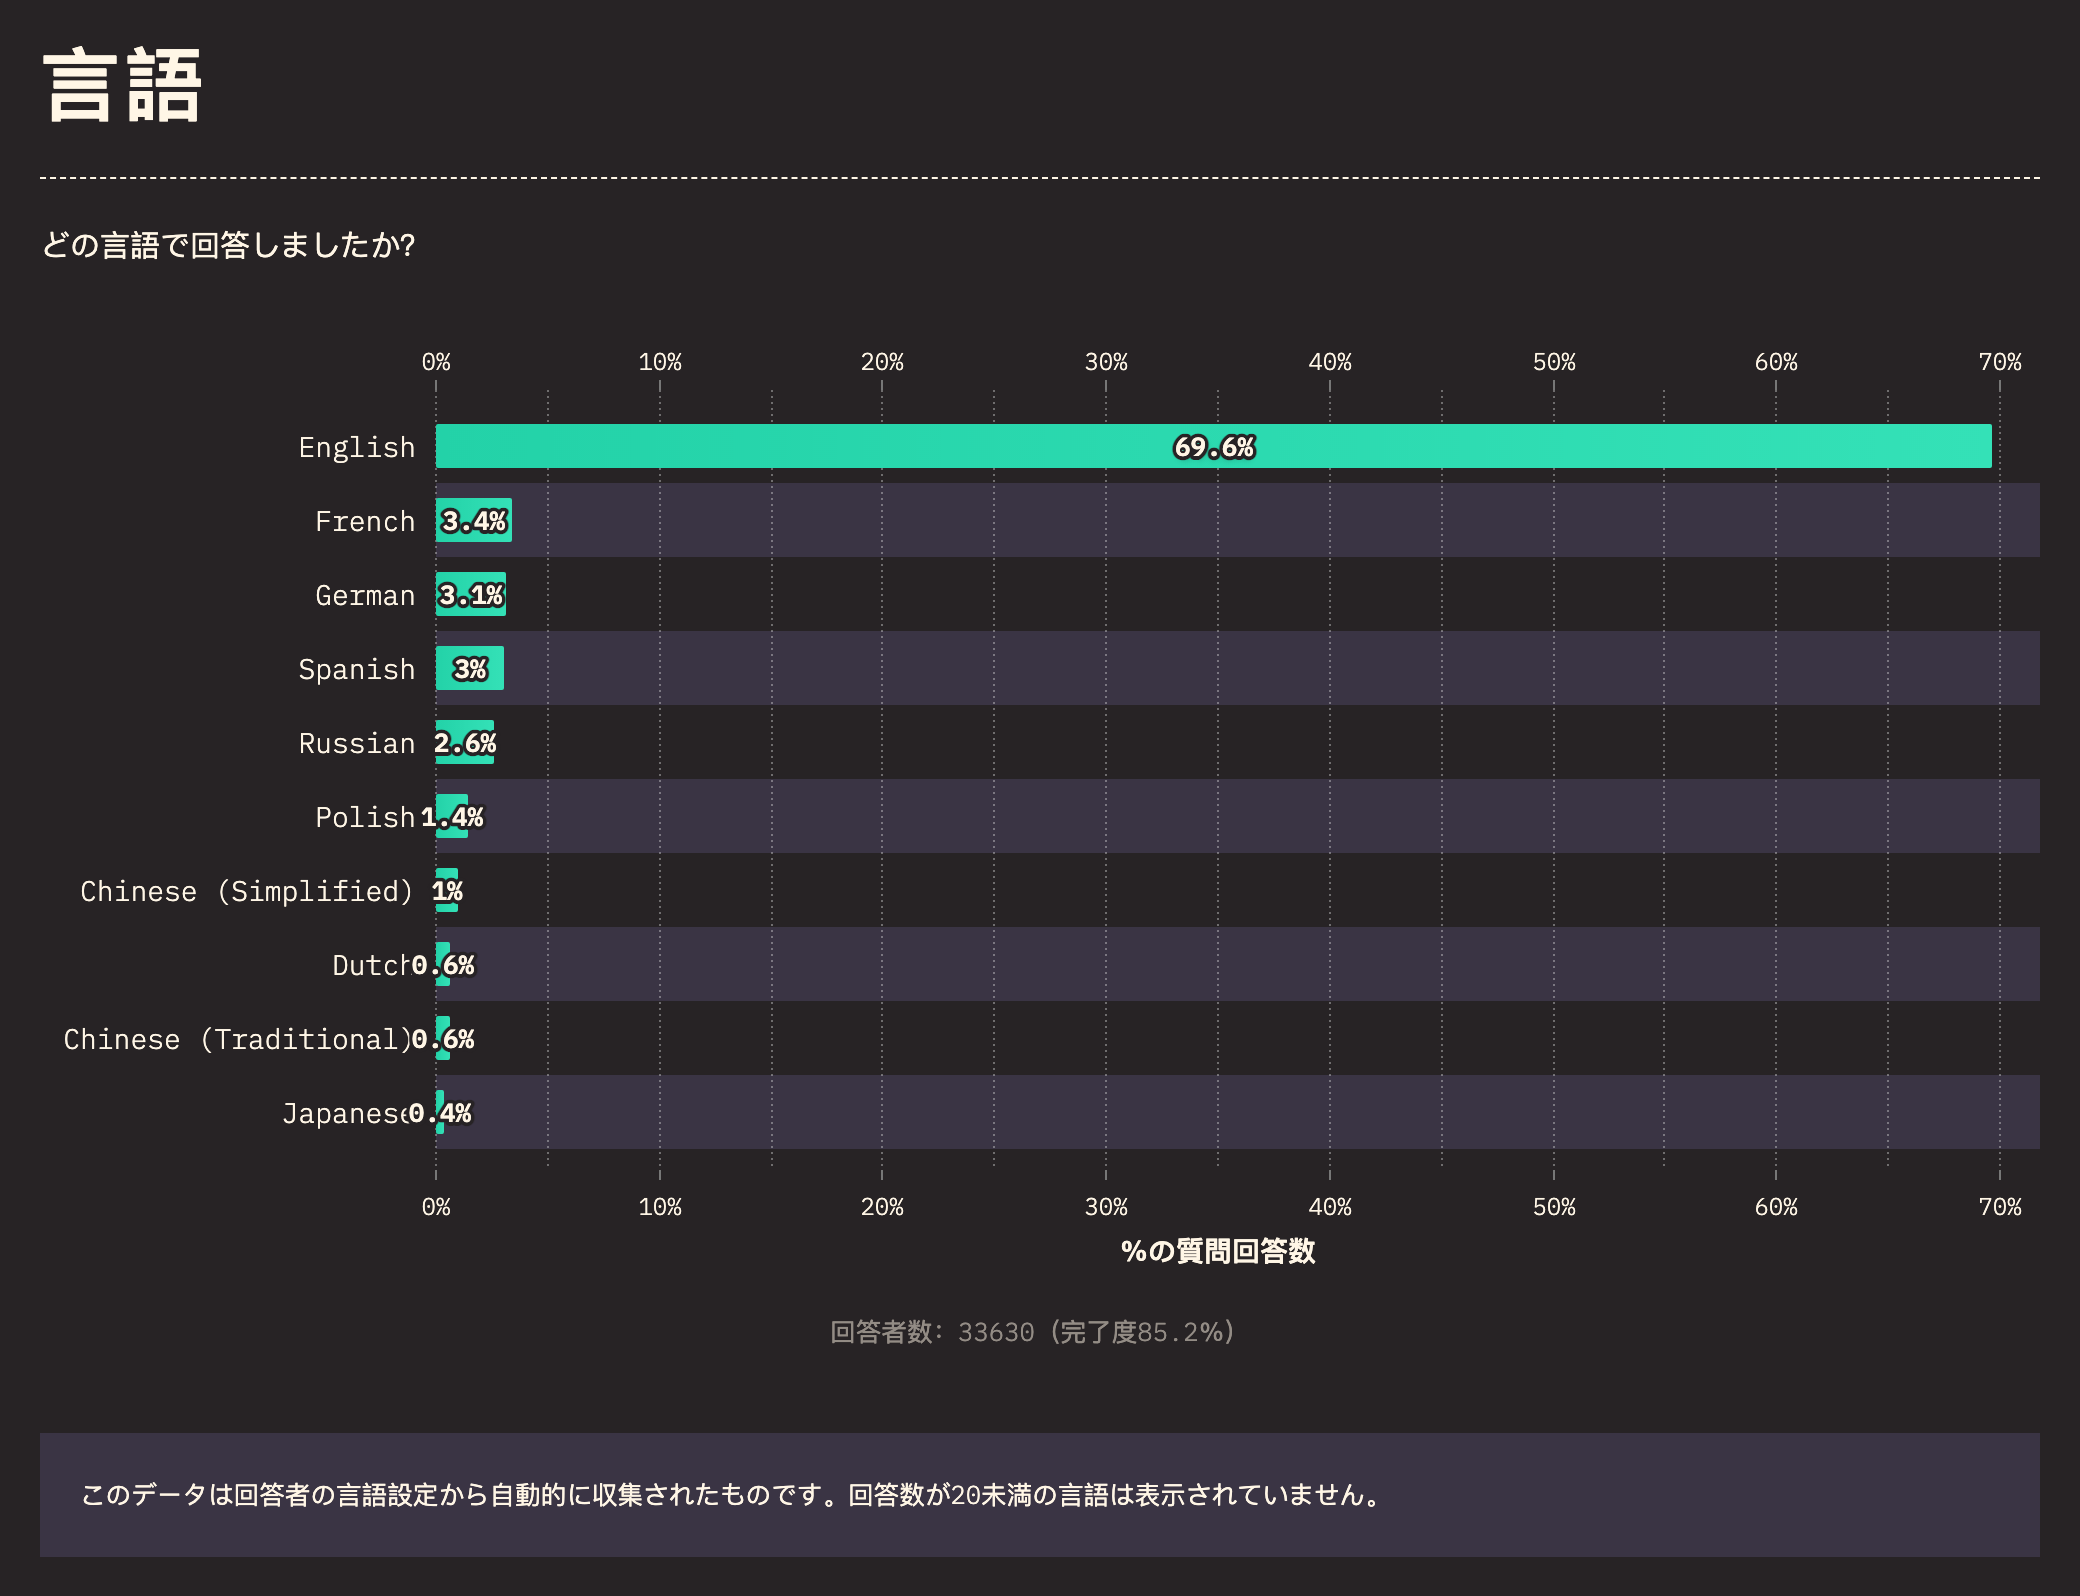 言語
どの言語で回答しましたか?
0% 10% 20% 30% 40% 50% 60% 70%
English 69.6%
French 3.4%
German 3.1%
Spanish 3%
Russian 2.6%
Polish 1.4%
Chinese (Simplified) 1%
Dutch 0.6%
Chinese (Traditional) 0.6%
Japanese 0.4%
0% 10% 20% 30% 40% 50% 60% 70%
%の質問回答数
回答者数: 33630 (完了度85.2%)
このデータは回答者の言語設定から自動的に収集されたものです。回答数が20未満の言語は表示されていません。